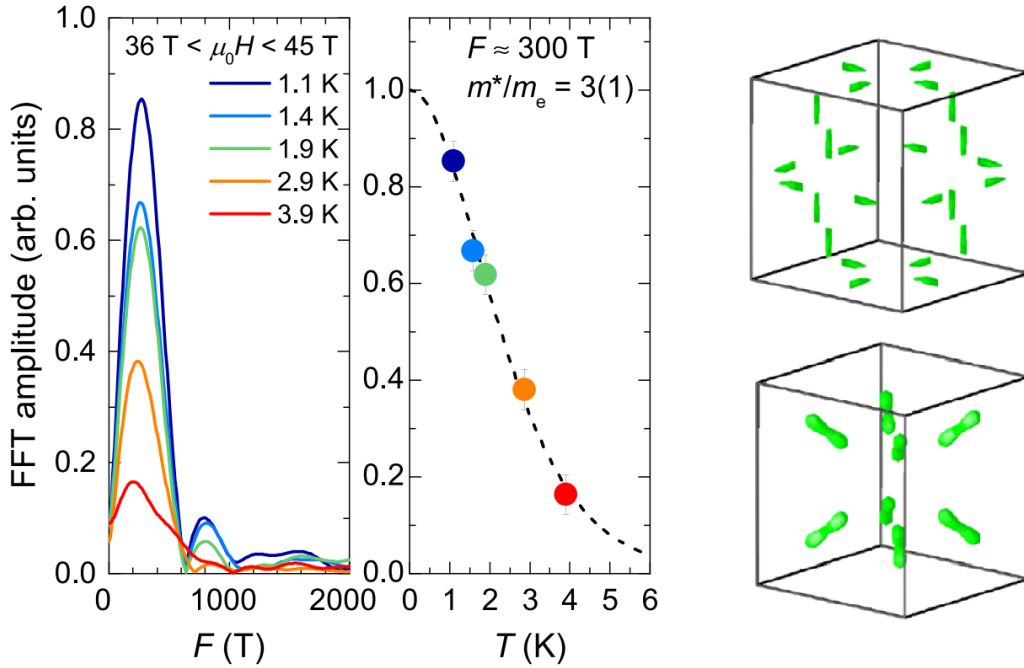 FFT amplitude (arb. units)
1.0
0.8
0.6
0.4
0.2
0.0
36 T < μ₀H < 45 T
1.1 K
1.4 K
1.9 K
2.9 K
3.9 K
0
1000
2000
F (T)
1.0
0.8
0.6
0.4
0.2
0.0
F ≈ 300 T
m*/mₑ = 3(1)
0 1 2 3 4 5 6
T (K)